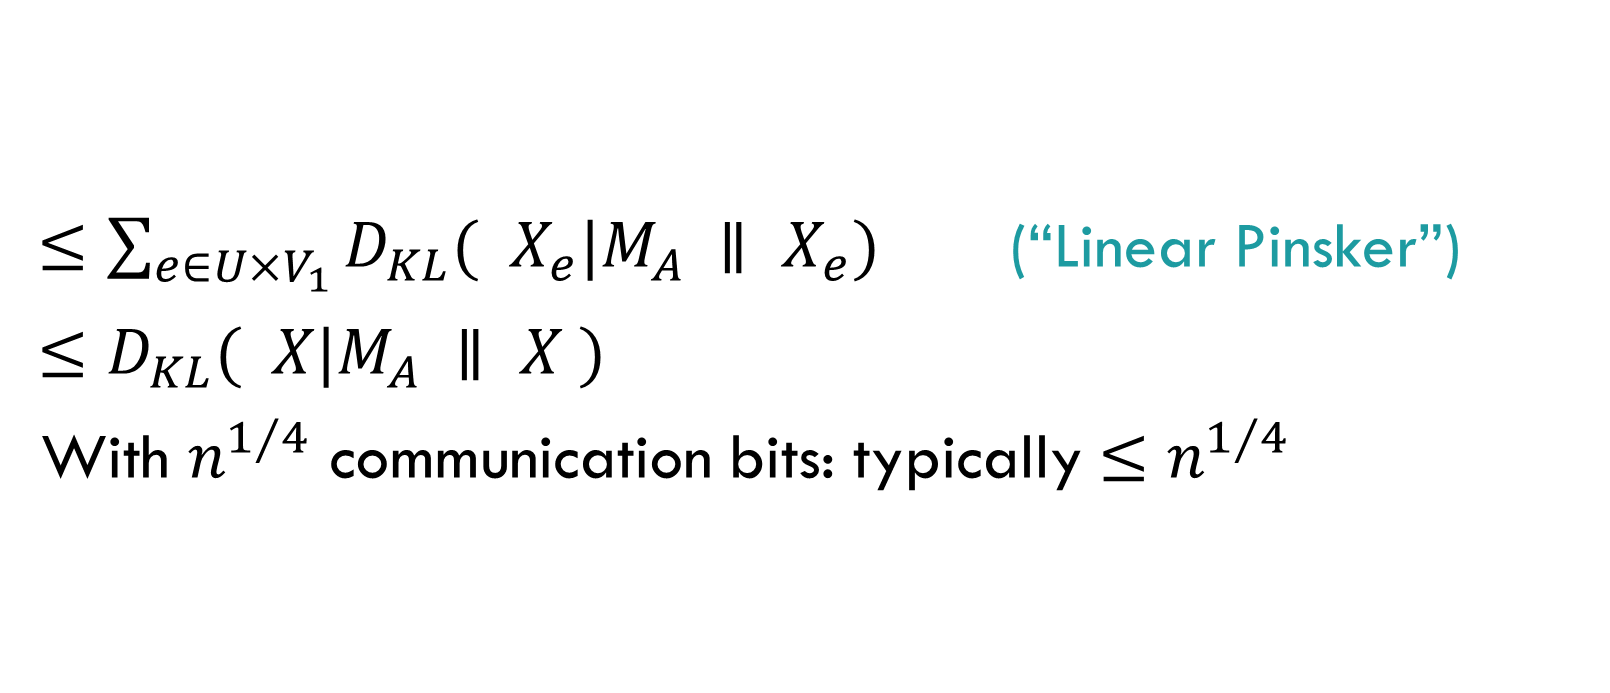 ≤ ∑_{e∈U×V_1} D_{KL}( X_e|M_A ∥ X_e) (“Linear Pinsker”)
≤ D_{KL}( X|M_A ∥ X )
With n^{1/4} communication bits: typically ≤ n^{1/4}